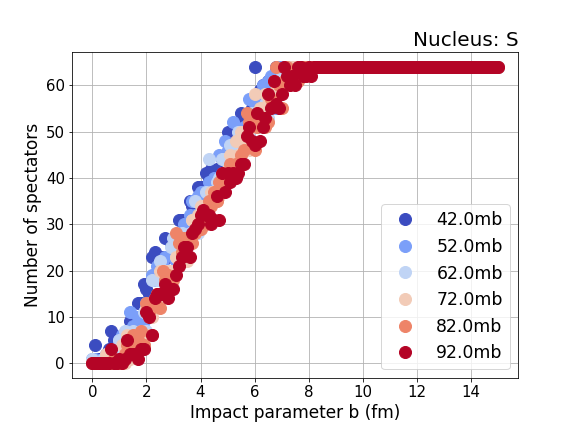 Nucleus: S
Number of spectators
60
50
40
30
20
10
0
42.0mb
52.0mb
62.0mb
72.0mb
82.0mb
92.0mb
0 2 4 6 8 10 12 14
Impact parameter b (fm)